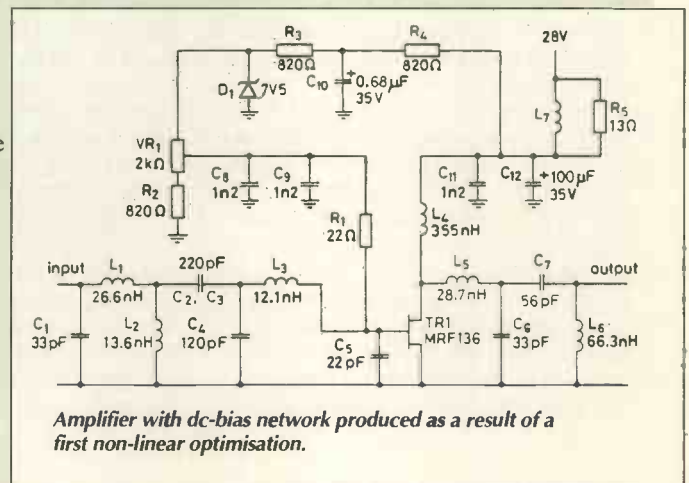 R3
820Ω
R4
820Ω
28V
D1
7V5
C10
+
0.68µF
35V
L7
R5
13Ω
VR1
2kΩ
C8
1n2
C9
1n2
C11
1n2
C12
+100µF
35V
R2
820Ω
R1
22Ω
L4
355nH
input
L1
26.6nH
220pF
C2, C3
L3
12.1nH
L5
28.7nH
C7
56pF
output
C1
33pF
L2
13.6nH
C4
120pF
C5
22pF
TR1
MRF136
C6
33pF
L6
66.3nH
Amplifier with dc-bias network produced as a result of a
first non-linear optimisation.